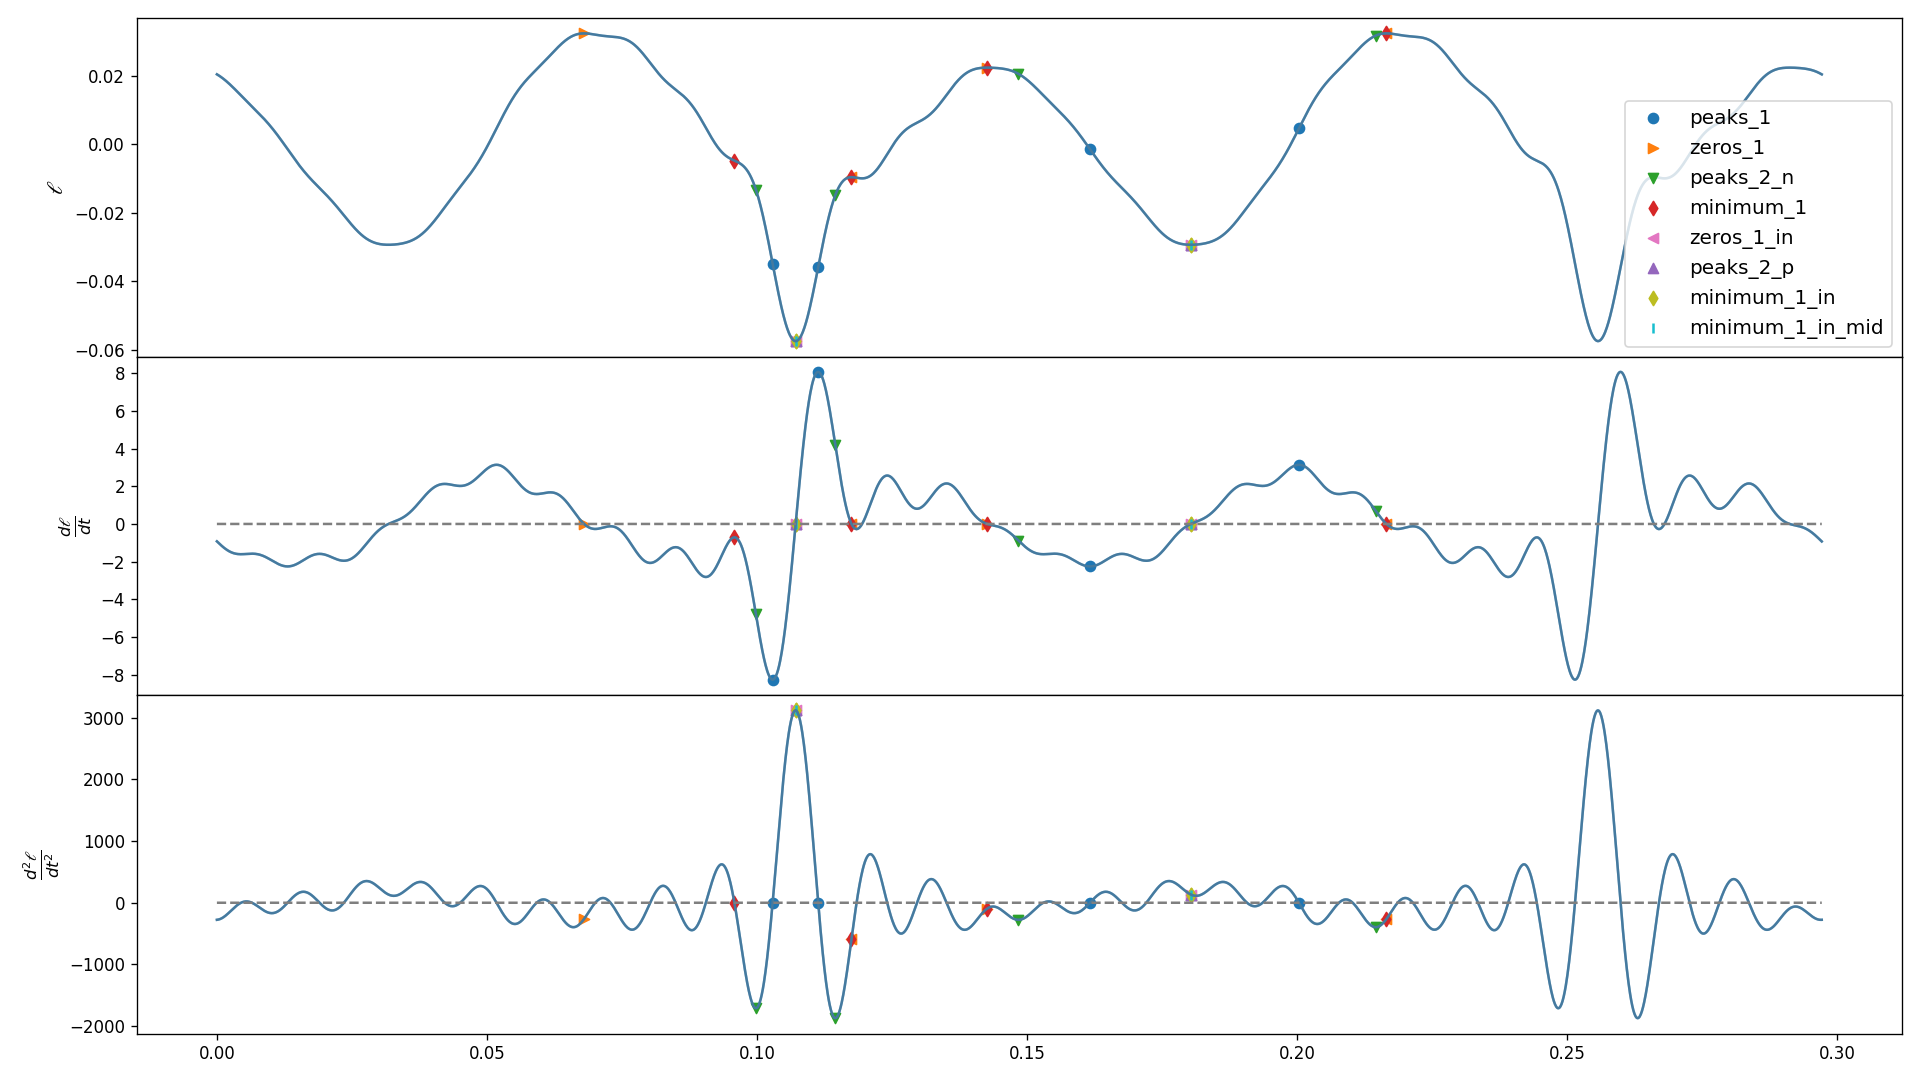 ℓ
0.02
0.00
−0.02
−0.04
−0.06
peaks_1
zeros_1
peaks_2_n
minimum_1
zeros_1_in
peaks_2_p
minimum_1_in
minimum_1_in_mid
dℓ
dt
8
6
4
2
0
−2
−4
−6
−8
d²ℓ
dt²
3000
2000
1000
0
−1000
−2000
0.00 0.05 0.10 0.15 0.20 0.25 0.30